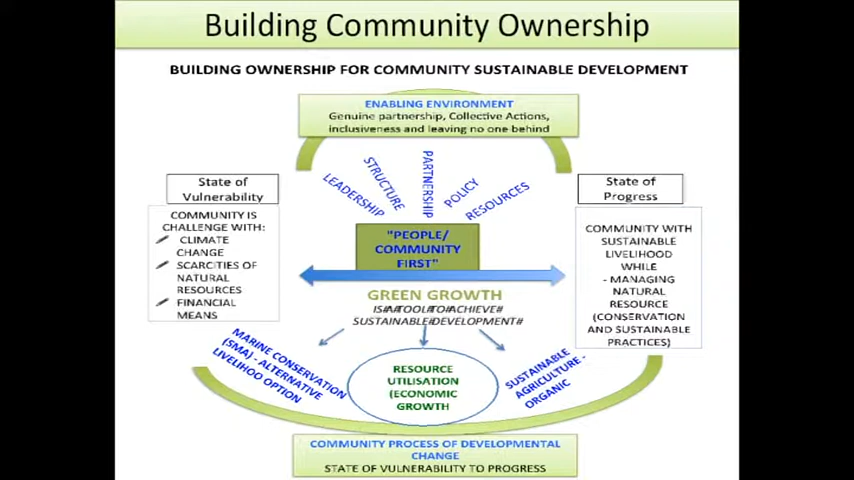 Building Community Ownership
BUILDING OWNERSHIP FOR COMMUNITY SUSTAINABLE DEVELOPMENT
ENABLING ENVIRONMENT
Genuine partnership, Collective Actions,
inclusiveness and leaving no one behind
LEADERSHIP
STRUCTURE
PARTNERSHIP
POLICY
RESOURCES
State of
Vulnerability
COMMUNITY IS
CHALLENGE WITH:
CLIMATE
CHANGE
SCARCITIES OF
NATURAL
RESOURCES
FINANCIAL
MEANS
"PEOPLE/
COMMUNITY
FIRST"
State of
Progress
COMMUNITY WITH
SUSTAINABLE
LIVELIHOOD
WHILE
- MANAGING
NATURAL
RESOURCE
(CONSERVATION
AND SUSTAINABLE
PRACTICES)
GREEN GROWTH
IS#A#TOOL#TO#ACHIEVE#
SUSTAINABLE#DEVELOPMENT#
MARINE CONSERVATION
(SMA) - ALTERNATIVE
LIVELIHOO OPTION
RESOURCE
UTILISATION
(ECONOMIC
GROWTH
SUSTAINABLE
AGRICULTURE -
ORGANIC
COMMUNITY PROCESS OF DEVELOPMENTAL
CHANGE
STATE OF VULNERABILITY TO PROGRESS